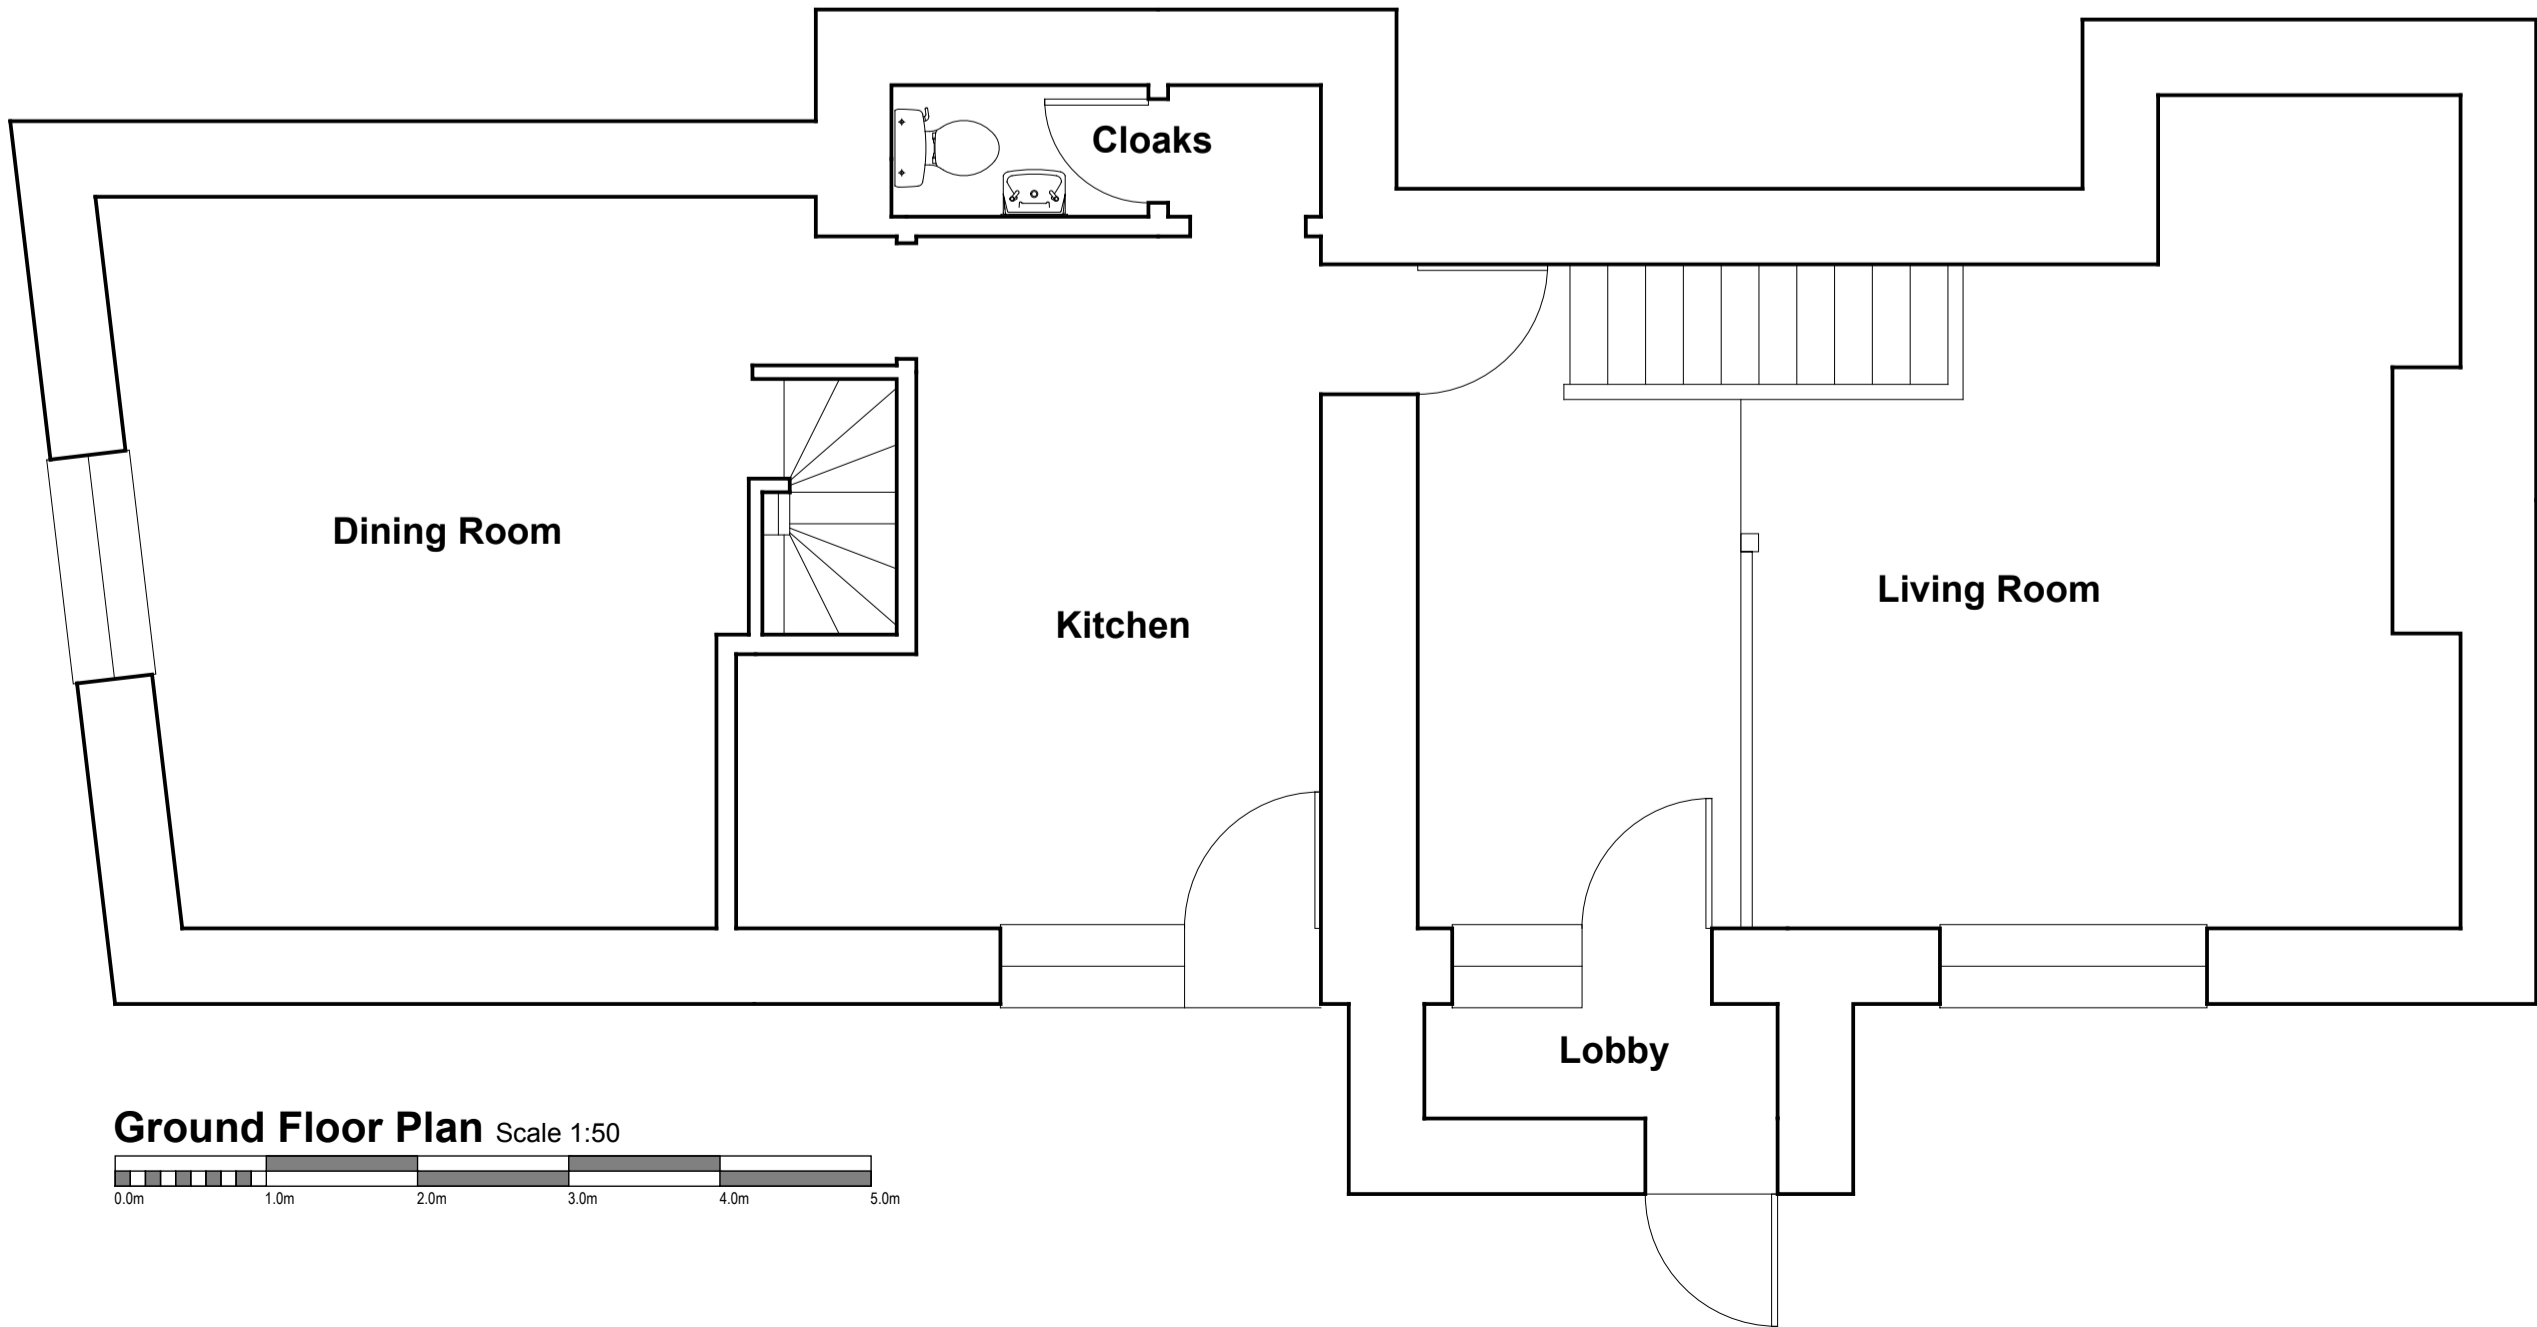 Cloaks
Dining Room
Living Room
Kitchen
Lobby
Ground Floor Plan Scale 1:50
0.0m 1.0m 2.0m 3.0m 4.0m 5.0m